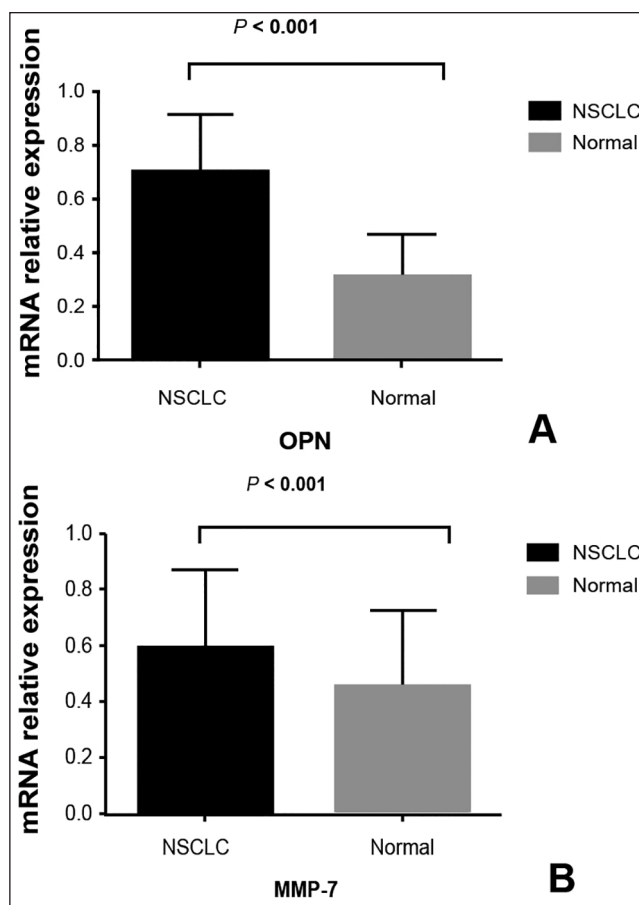 P < 0.001
mRNA relative expression
1.0
0.8
0.6
0.4
0.2
0.0
NSCLC
Normal
NSCLC
Normal
OPN
A
P < 0.001
mRNA relative expression
1.0
0.8
0.6
0.4
0.2
0.0
NSCLC
Normal
NSCLC
Normal
MMP-7
B